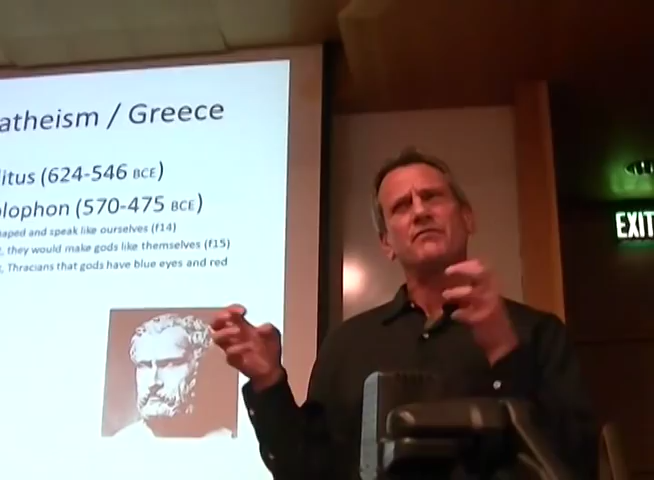 atheism / Greece
itus (624-546 BCE)
lophon (570-475 BCE)
aped and speak like ourselves (f14)
, they would make gods like themselves (f15)
, Thracians that gods have blue eyes and red
EXIT